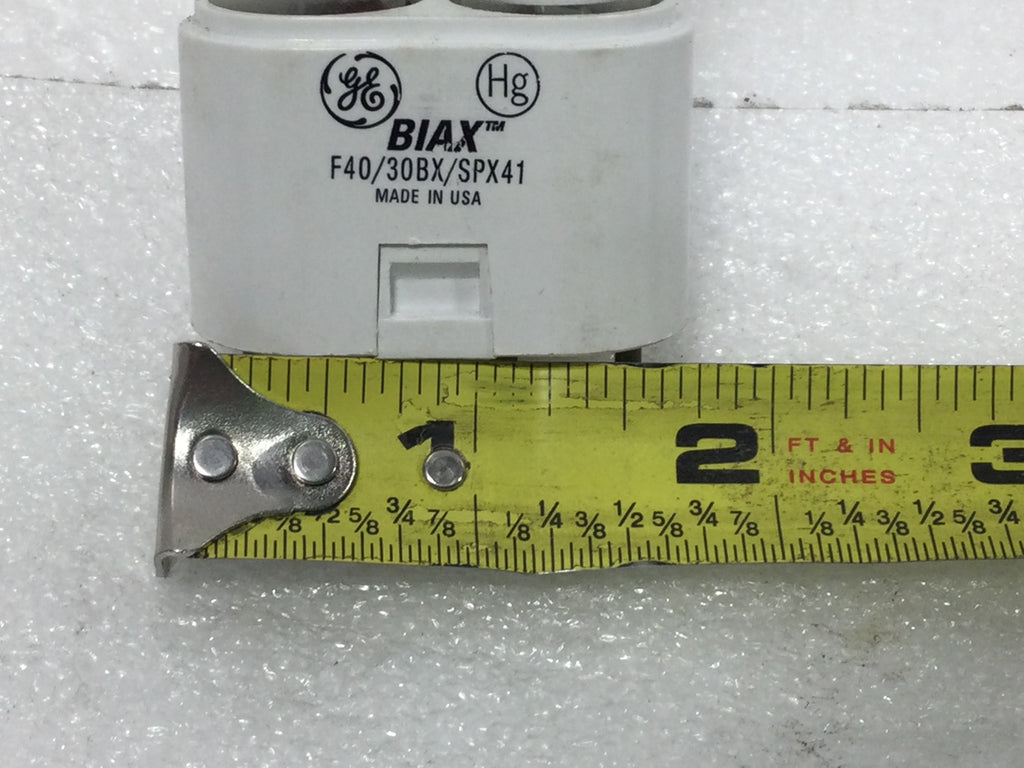 GE Hg
BIAX™
F40/30BX/SPX41
MADE IN USA
1 2 FT & IN 3
INCHES
/8 1/2 5/8 3/4 7/8 1/8 1/4 3/8 1/2 5/8 3/4 7/8 1/8 1/4 3/8 1/2 5/8 3/4